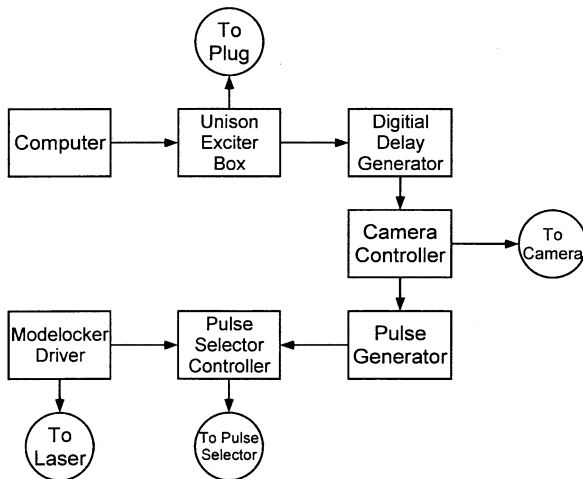 To
Plug
Computer
Unison
Exciter
Box
Digitial
Delay
Generator
Camera
Controller
To
Camera
Modelocker
Driver
Pulse
Selector
Controller
Pulse
Generator
To
Laser
To Pulse
Selector